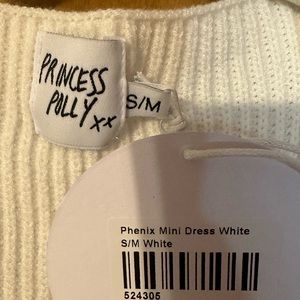 PRINCESS
POLLY
xx
S/M
Phenix Mini Dress White
S/M White
524305